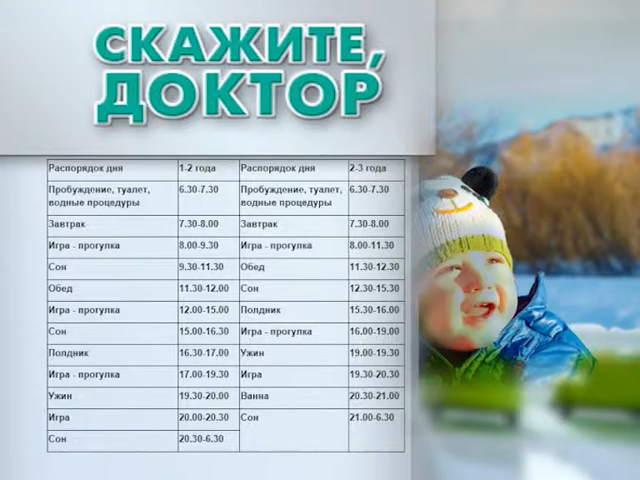 СКАЖИТЕ,
ДОКТОР
Распорядок дня 1-2 года Распорядок дня 2-3 года
Пробуждение, туалет, 6.30-7.30 Пробуждение, туалет, 6.30-7.30
водные процедуры водные процедуры
Завтрак 7.30-8.00 Завтрак 7.30-8.00
Игра - прогулка 8.00-9.30 Игра - прогулка 8.00-11.30
Сон 9.30-11.30 Обед 11.30-12.30
Обед 11.30-12.00 Сон 12.30-15.30
Игра - прогулка 12.00-15.00 Полдник 15.30-16.00
Сон 15.00-16.30 Игра - прогулка 16.00-19.00
Полдник 16.30-17.00 Ужин 19.00-19.30
Игра - прогулка 17.00-19.30 Игра 19.30-20.30
Ужин 19.30-20.00 Ванна 20.30-21.00
Игра 20.00-20.30 Сон 21.00-6.30
Сон 20.30-6.30